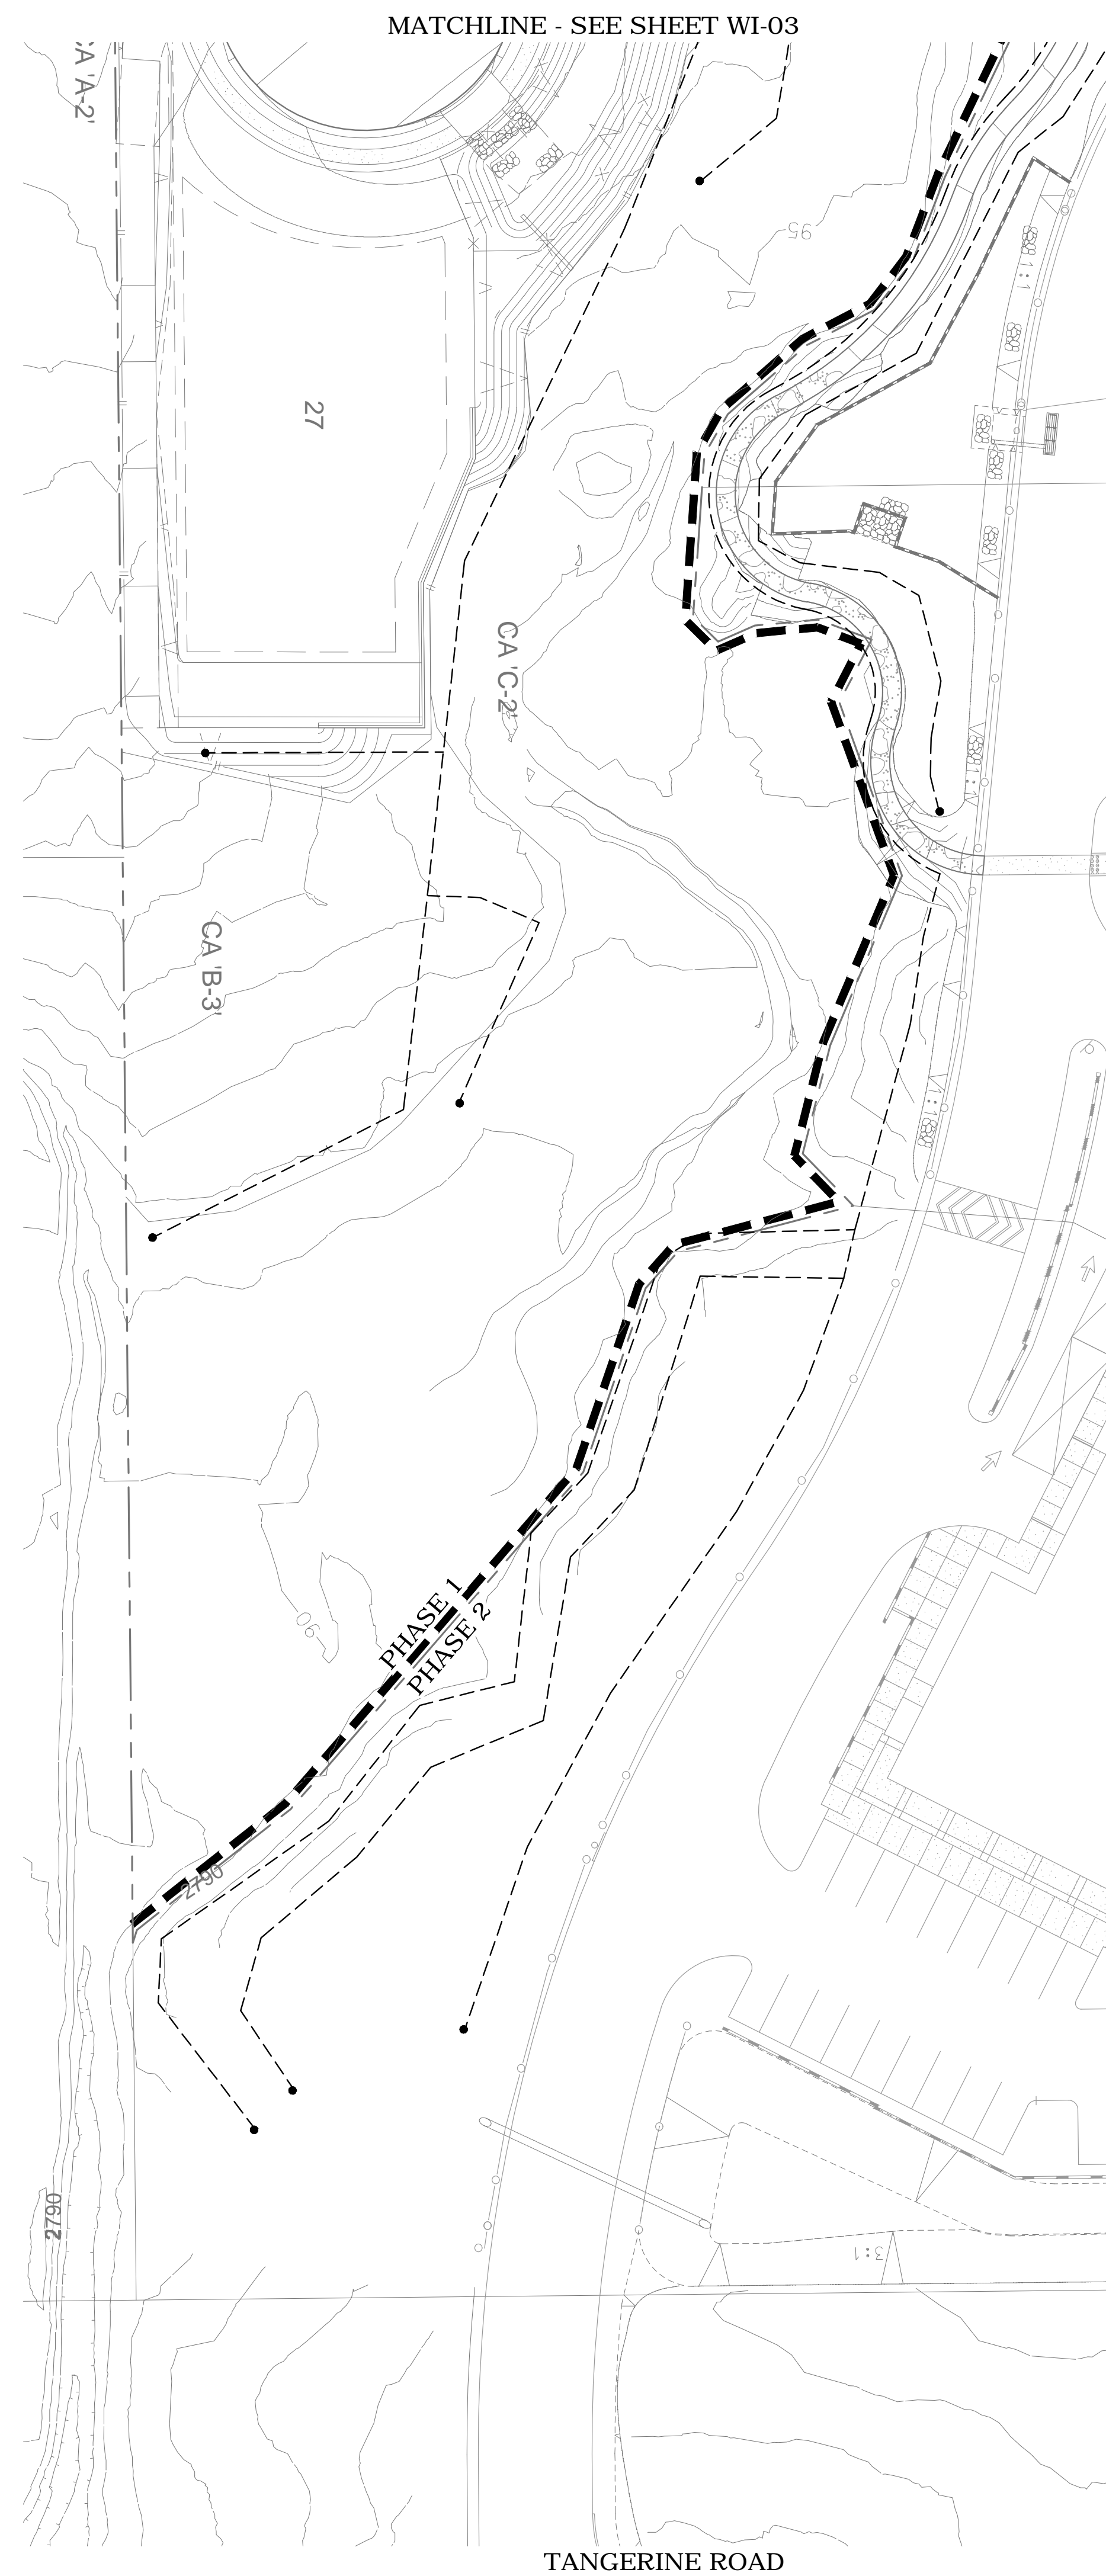 MATCHLINE - SEE SHEET WI-03
CA 'A-2'
95
1:1
27
CA 'C-2'
1:1
CA 'B-3'
1:1
PHASE 1
PHASE 2
90
2790
2790
3:1
TANGERINE ROAD